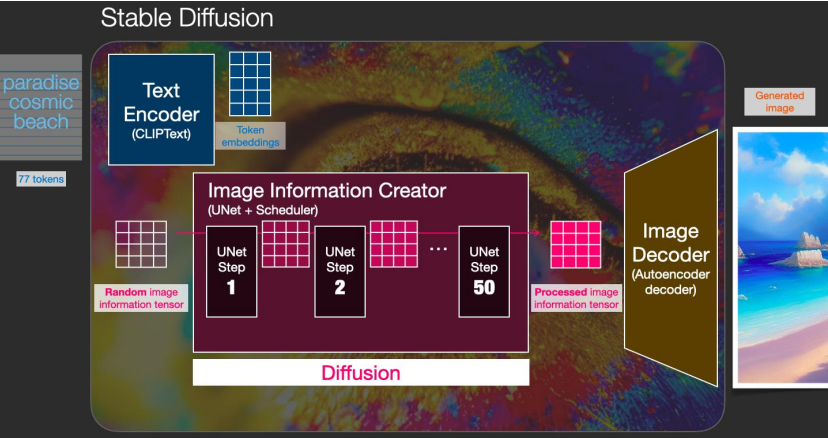 Stable Diffusion
paradise
cosmic
beach
77 tokens
Text
Encoder
(CLIPText)
Token
embeddings
Image Information Creator
(UNet + Scheduler)
UNet
Step
1
UNet
Step
2
...
UNet
Step
50
Random image
information tensor
Processed image
information tensor
Diffusion
Image
Decoder
(Autoencoder
decoder)
Generated
image